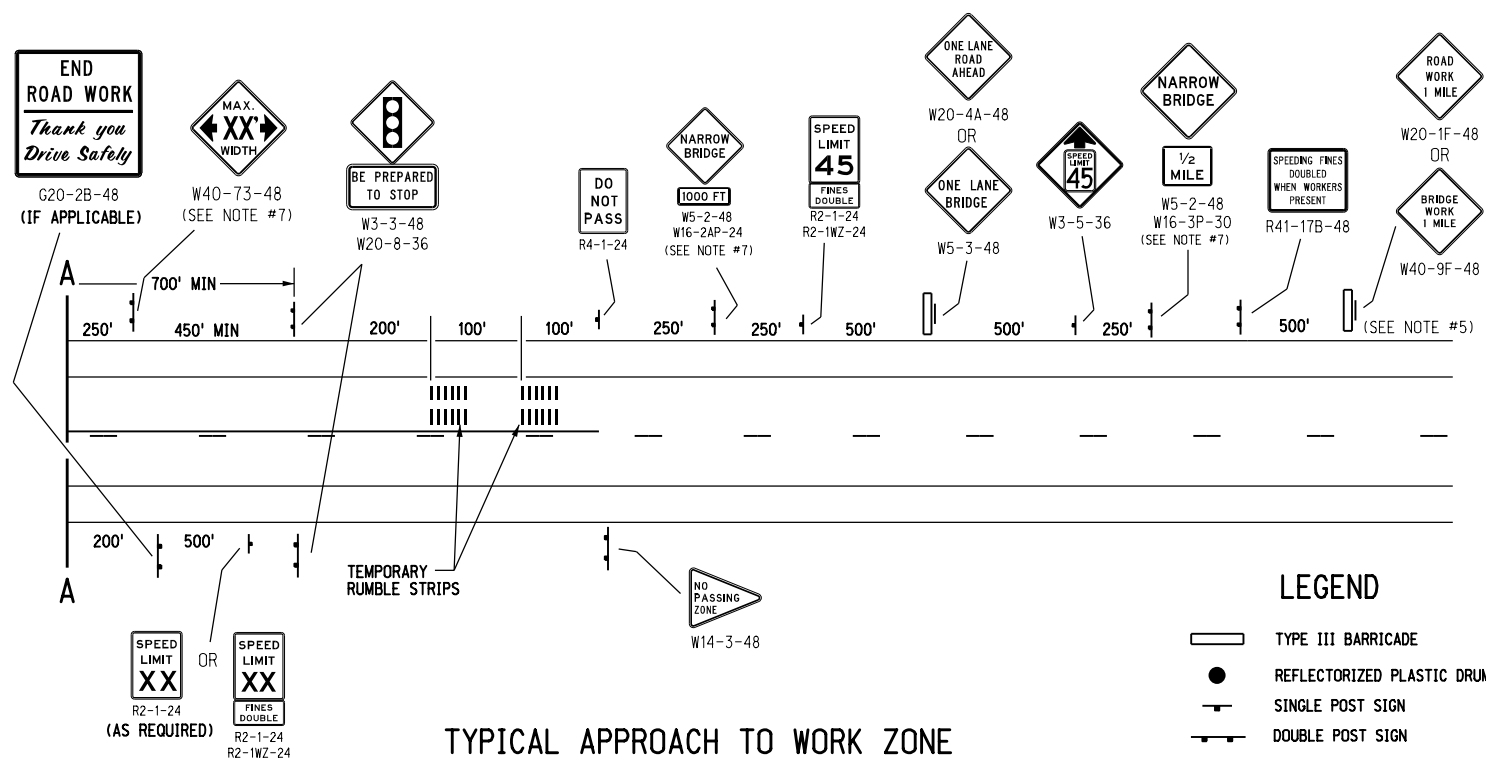 END
ROAD WORK
Thank you
Drive Safely
G20-2B-48
(IF APPLICABLE)
MAX.
XX'
WIDTH
W40-73-48
(SEE NOTE #7)
BE PREPARED
TO STOP
W3-3-48
W20-8-36
DO
NOT
PASS
R4-1-24
NARROW
BRIDGE
1000 FT
W5-2-48
W16-2AP-24
(SEE NOTE #7)
SPEED
LIMIT
45
FINES
DOUBLE
R2-1-24
R2-1WZ-24
ONE LANE
ROAD
AHEAD
W20-4A-48
OR
ONE LANE
BRIDGE
W5-3-48
SPEED
LIMIT
45
W3-5-36
NARROW
BRIDGE
1/2
MILE
W5-2-48
W16-3P-30
(SEE NOTE #7)
SPEEDING FINES
DOUBLED
WHEN WORKERS
PRESENT
R41-17B-48
ROAD
WORK
1 MILE
W20-1F-48
OR
BRIDGE
WORK
1 MILE
W40-9F-48
(SEE NOTE #5)
A
700' MIN
250'
450' MIN
200'
100'
100'
250'
250'
500'
500'
250'
500'
200'
500'
A
TEMPORARY
RUMBLE STRIPS
NO
PASSING
ZONE
W14-3-48
SPEED
LIMIT
XX
R2-1-24
(AS REQUIRED)
OR
SPEED
LIMIT
XX
FINES
DOUBLE
R2-1-24
R2-1WZ-24
TYPICAL APPROACH TO WORK ZONE
LEGEND
TYPE III BARRICADE
REFLECTORIZED PLASTIC DRUM
SINGLE POST SIGN
DOUBLE POST SIGN